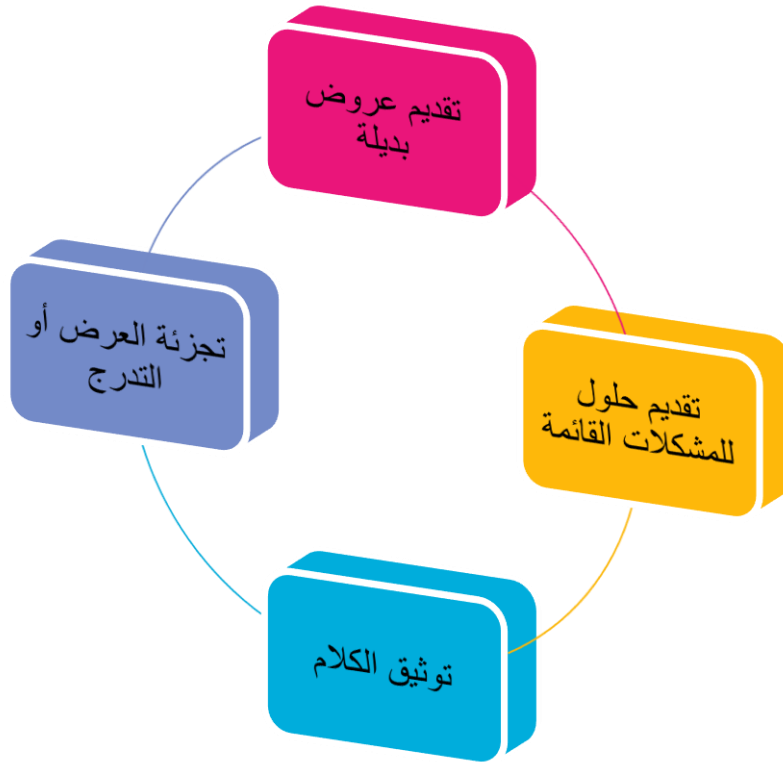 تقديم عروض
بديلة
تقديم حلول
للمشكلات القائمة
توثيق الكلام
تجزئة العرض أو
التدرج